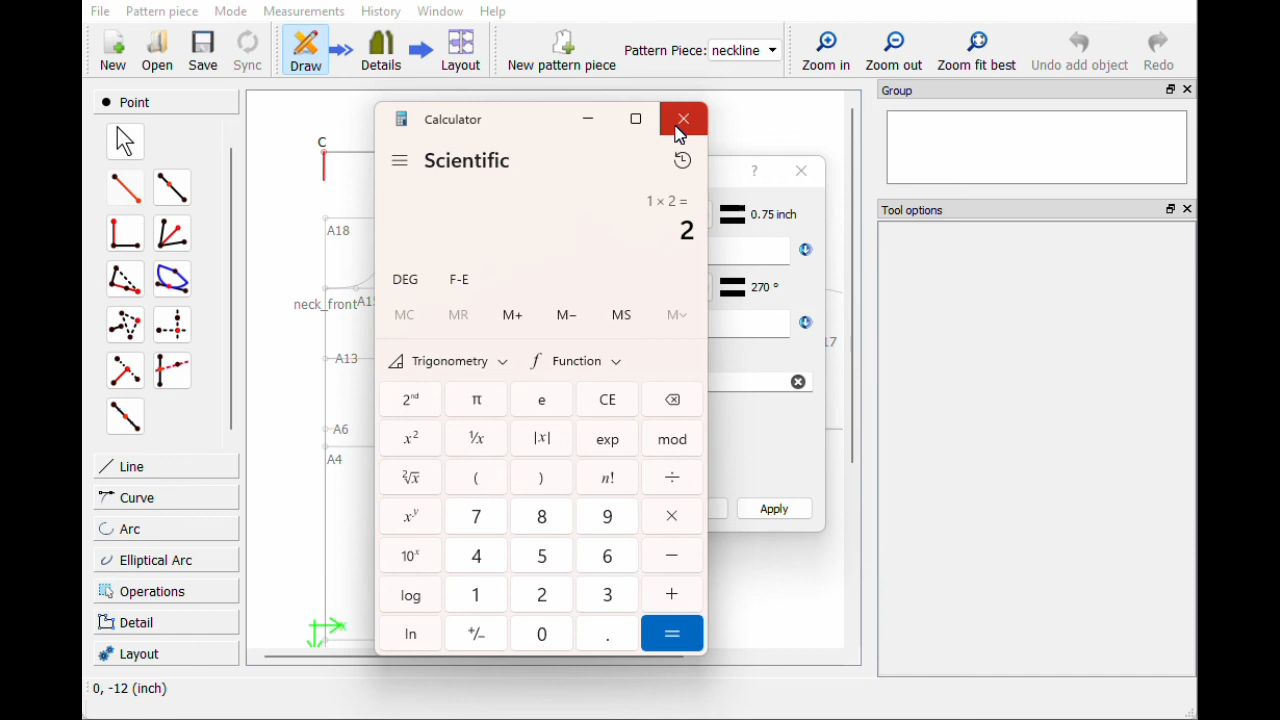 File Pattern piece Mode Measurements History Window Help
New Open Save Sync Draw Details Layout New pattern piece Pattern Piece: neckline Zoom in Zoom out Zoom fit best Undo add object Redo
Point
Line
Curve
Arc
Elliptical Arc
Operations
Detail
Layout
C
A18
neck_front
A13
A6
A4
Calculator
Scientific
1 × 2 =
2
DEG F-E
MC MR M+ M− MS M
Trigonometry Function
2nd π e CE
x2 ⅟x |x| exp mod
2√x ( ) n! ÷
xy 7 8 9 ×
10x 4 5 6 −
log 1 2 3 +
ln +/− 0 . =
? 
0.75 inch
270 °
17
Apply
Group
Tool options
0, -12 (inch)